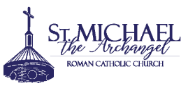 ST. MICHAEL
the Archangel
ROMAN CATHOLIC CHURCH